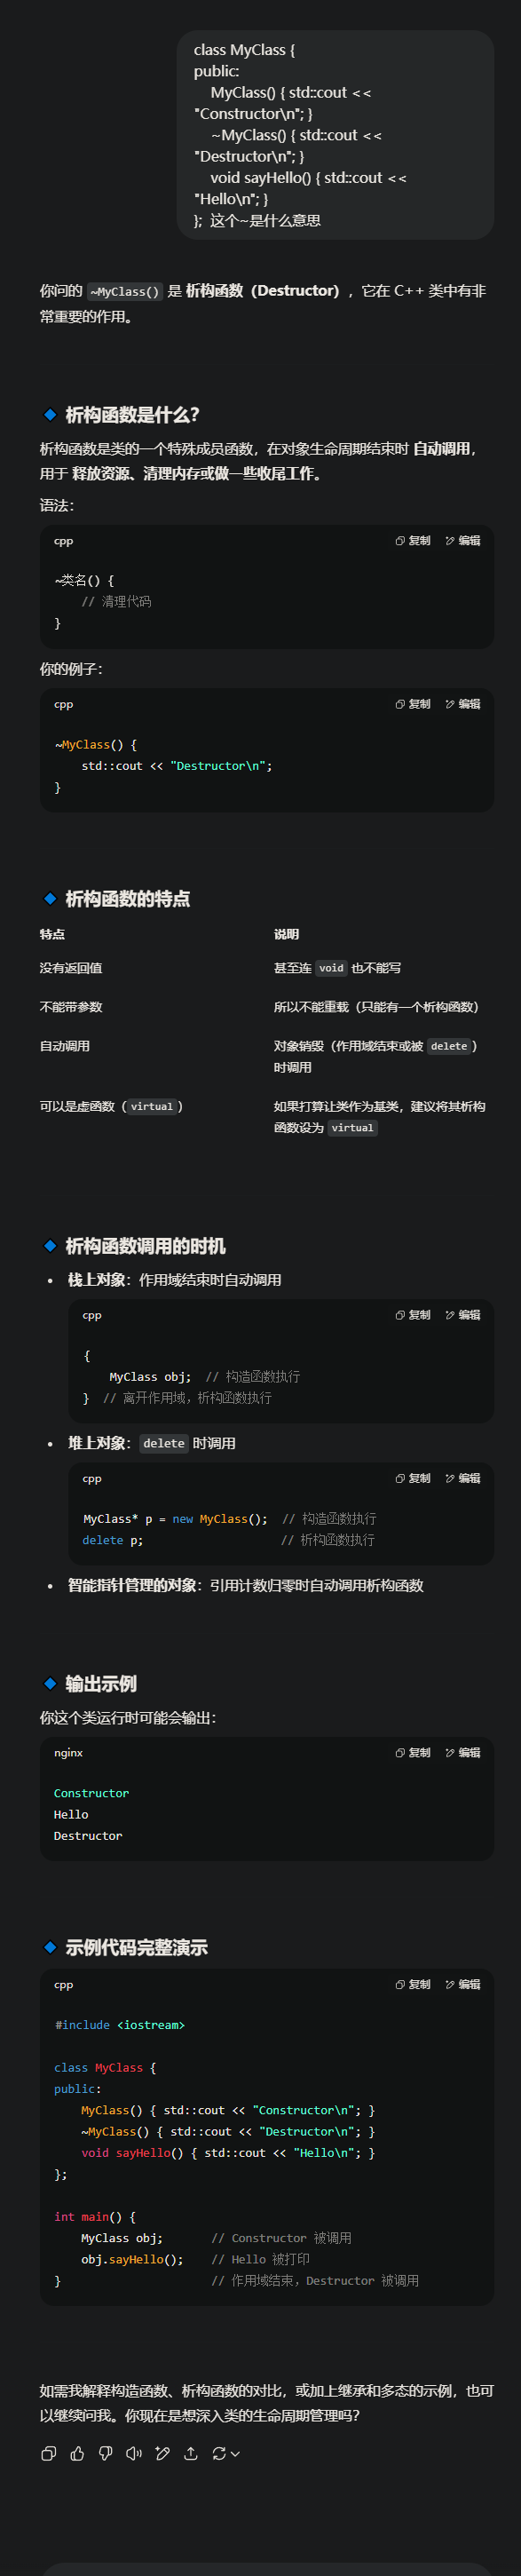 class MyClass {
public:
    MyClass() { std::cout <<
"Constructor\n"; }
    ~MyClass() { std::cout <<
"Destructor\n"; }
    void sayHello() { std::cout <<
"Hello\n"; }
};  这个~是什么意思
你问的 ~MyClass() 是 析构函数（Destructor），它在 C++ 类中有非
常重要的作用。
析构函数是什么？
析构函数是类的一个特殊成员函数，在对象生命周期结束时 自动调用，
用于 释放资源、清理内存或做一些收尾工作。
语法：
cpp 复制 编辑
~类名() {
    // 清理代码
}
你的例子：
cpp 复制 编辑
~MyClass() {
    std::cout << "Destructor\n";
}
析构函数的特点
特点 说明
没有返回值 甚至连 void 也不能写
不能带参数 所以不能重载（只能有一个析构函数）
自动调用 对象销毁（作用域结束或被 delete）
时调用
可以是虚函数（virtual） 如果打算让类作为基类，建议将其析构
函数设为 virtual
析构函数调用的时机
• 栈上对象：作用域结束时自动调用
cpp 复制 编辑
{
    MyClass obj;  // 构造函数执行
}  // 离开作用域，析构函数执行
• 堆上对象：delete 时调用
cpp 复制 编辑
MyClass* p = new MyClass();  // 构造函数执行
delete p;                    // 析构函数执行
• 智能指针管理的对象：引用计数归零时自动调用析构函数
输出示例
你这个类运行时可能会输出：
nginx 复制 编辑
Constructor
Hello
Destructor
示例代码完整演示
cpp 复制 编辑
#include <iostream>
class MyClass {
public:
    MyClass() { std::cout << "Constructor\n"; }
    ~MyClass() { std::cout << "Destructor\n"; }
    void sayHello() { std::cout << "Hello\n"; }
};
int main() {
    MyClass obj;       // Constructor 被调用
    obj.sayHello();    // Hello 被打印
}                      // 作用域结束，Destructor 被调用
如需我解释构造函数、析构函数的对比，或加上继承和多态的示例，也可
以继续问我。你现在是想深入类的生命周期管理吗？